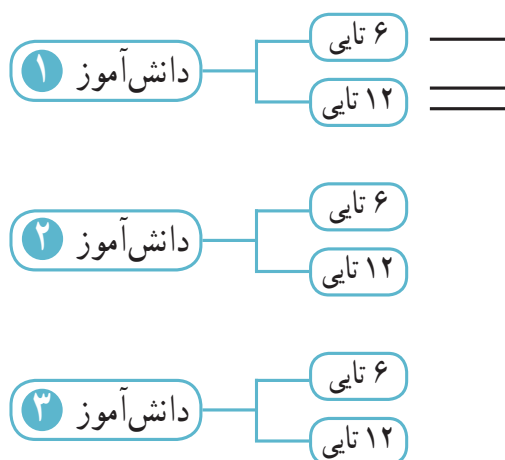 ۶ تایی
دانش‌آموز ۱
۱۲ تایی
۶ تایی
دانش‌آموز ۲
۱۲ تایی
۶ تایی
دانش‌آموز ۳
۱۲ تایی